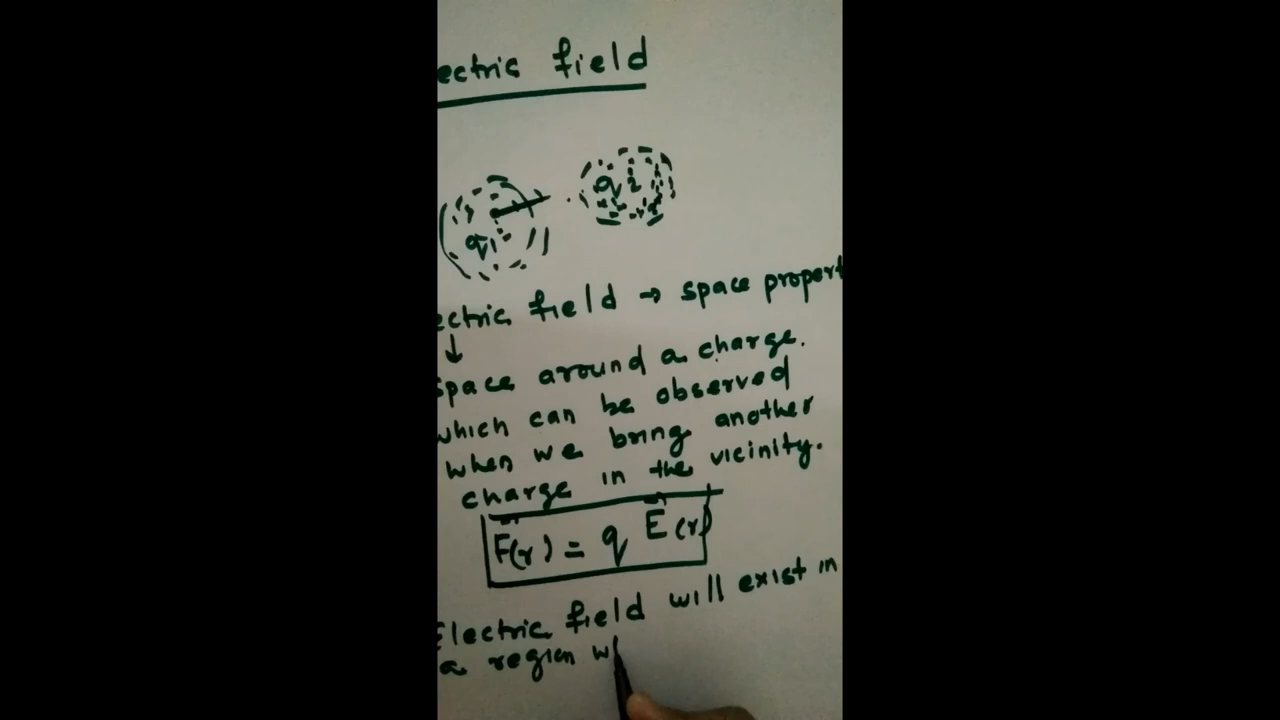 ectric field
q2
q1
ectric field → space propert
space around a charge.
which can be observed
when we bring another
charge in the vicinity.
F(r) = q E(r)
Electric field will exist in
a region w